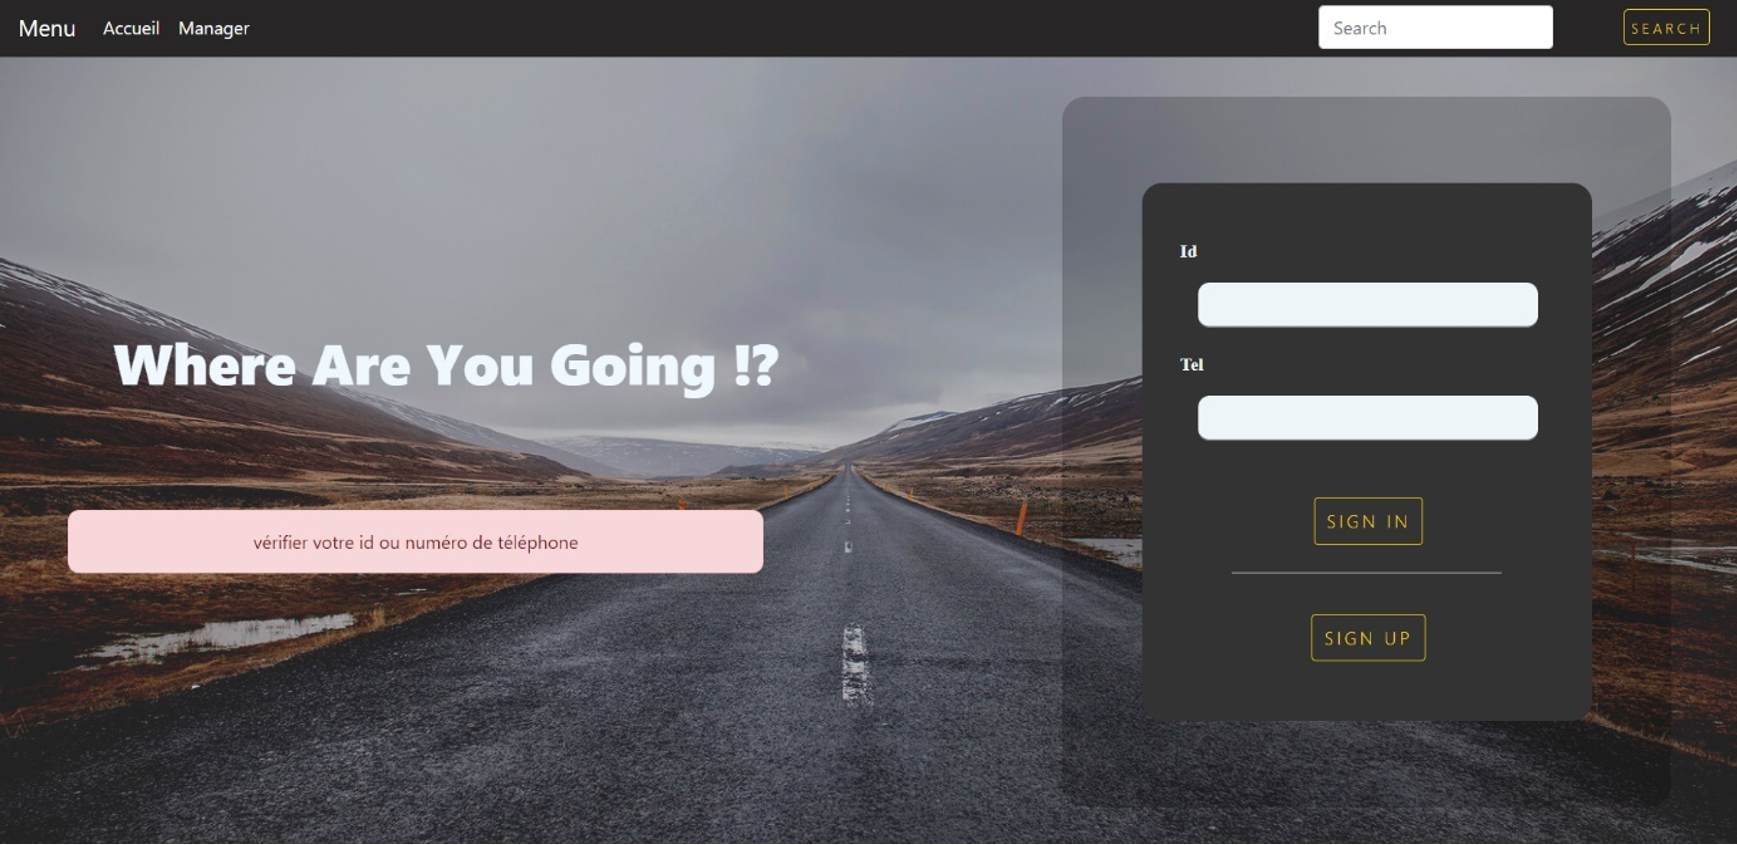 Menu Accueil Manager Search SEARCH
Where Are You Going !?
vérifier votre id ou numéro de téléphone
Id
Tel
SIGN IN
SIGN UP